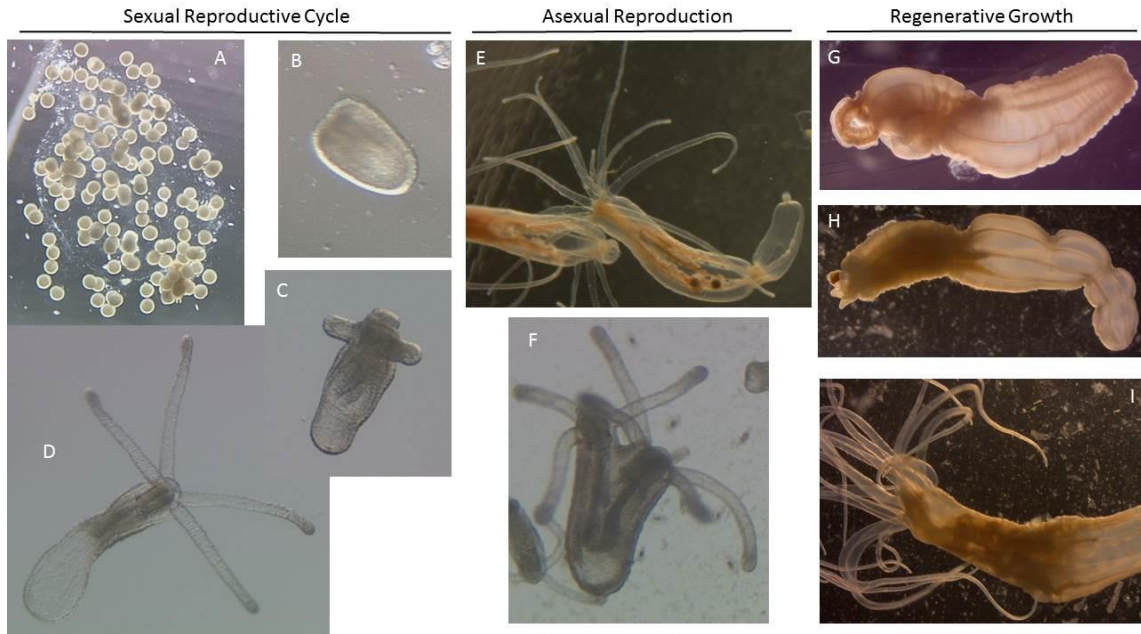 Sexual Reproductive Cycle
Asexual Reproduction
Regenerative Growth
A
B
C
D
E
F
G
H
I